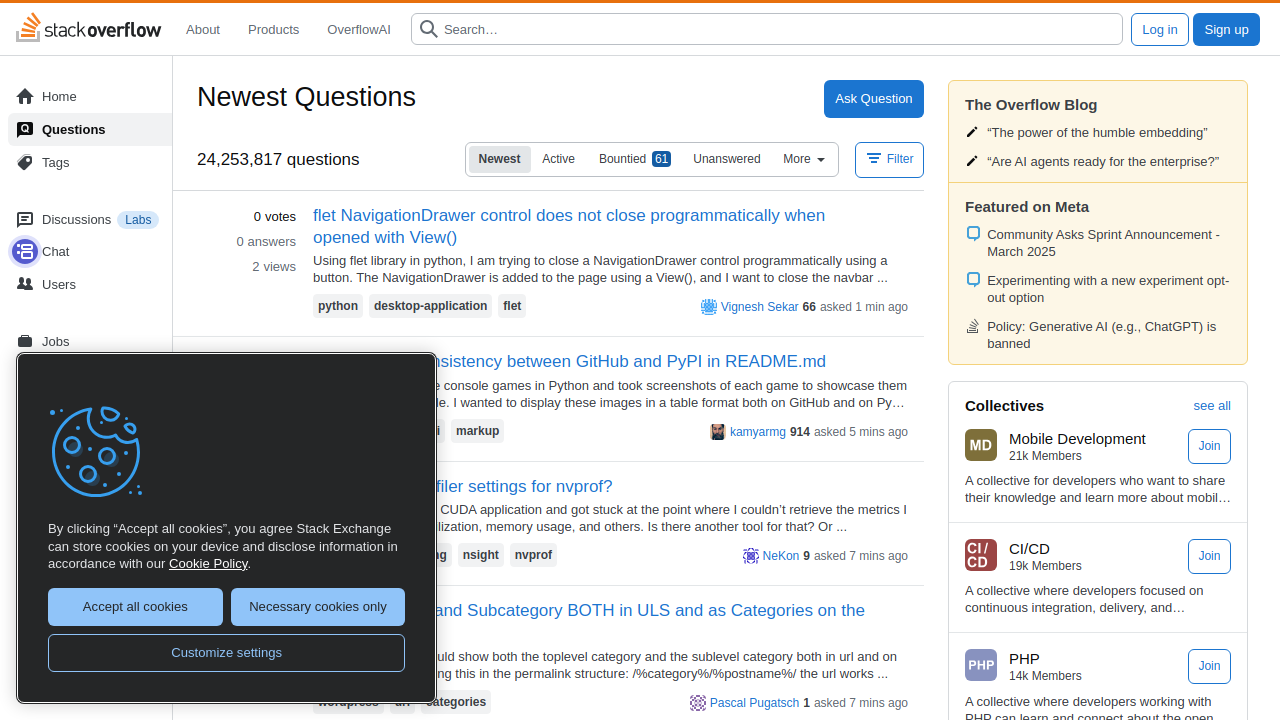 stack overflow
About
Products
OverflowAI
Search…
Log in
Sign up
Home
Questions
Tags
Discussions
Labs
Chat
Users
Jobs
Newest Questions
Ask Question
24,253,817 questions
Newest
Active
Bountied 61
Unanswered
More
Filter
0 votes
0 answers
2 views
flet NavigationDrawer control does not close programmatically when
opened with View()
Using flet library in python, I am trying to close a NavigationDrawer control programmatically using a
button. The NavigationDrawer is added to the page using a View(), and I want to close the navbar ...
python
desktop-application
flet
Vignesh Sekar 66 asked 1 min ago
nsistency between GitHub and PyPI in README.md
console games in Python and took screenshots of each game to showcase them
I wanted to display these images in a table format both on GitHub and on Py…
markup
kamyarmg 914 asked 5 mins ago
filer settings for nvprof?
CUDA application and got stuck at the point where I couldn’t retrieve the metrics I
lization, memory usage, and others. Is there another tool for that? Or ...
nsight
nvprof
NeKon 9 asked 7 mins ago
and Subcategory BOTH in ULS and as Categories on the
uld show both the toplevel category and the sublevel category both in url and on
ng this in the permalink structure: /%category%/%postname%/ the url works ...
wordpress
url
categories
Pascal Pugatsch 1 asked 7 mins ago
By clicking “Accept all cookies”, you agree Stack Exchange
can store cookies on your device and disclose information in
accordance with our Cookie Policy.
Accept all cookies
Necessary cookies only
Customize settings
The Overflow Blog
“The power of the humble embedding”
“Are AI agents ready for the enterprise?”
Featured on Meta
Community Asks Sprint Announcement -
March 2025
Experimenting with a new experiment opt-
out option
Policy: Generative AI (e.g., ChatGPT) is
banned
Collectives
see all
MD
Mobile Development
21k Members
Join
A collective for developers who want to share
their knowledge and learn more about mobil…
CI/
CD
CI/CD
19k Members
Join
A collective where developers focused on
continuous integration, delivery, and…
PHP
PHP
14k Members
Join
A collective where developers working with
PHP can learn and connect about the open